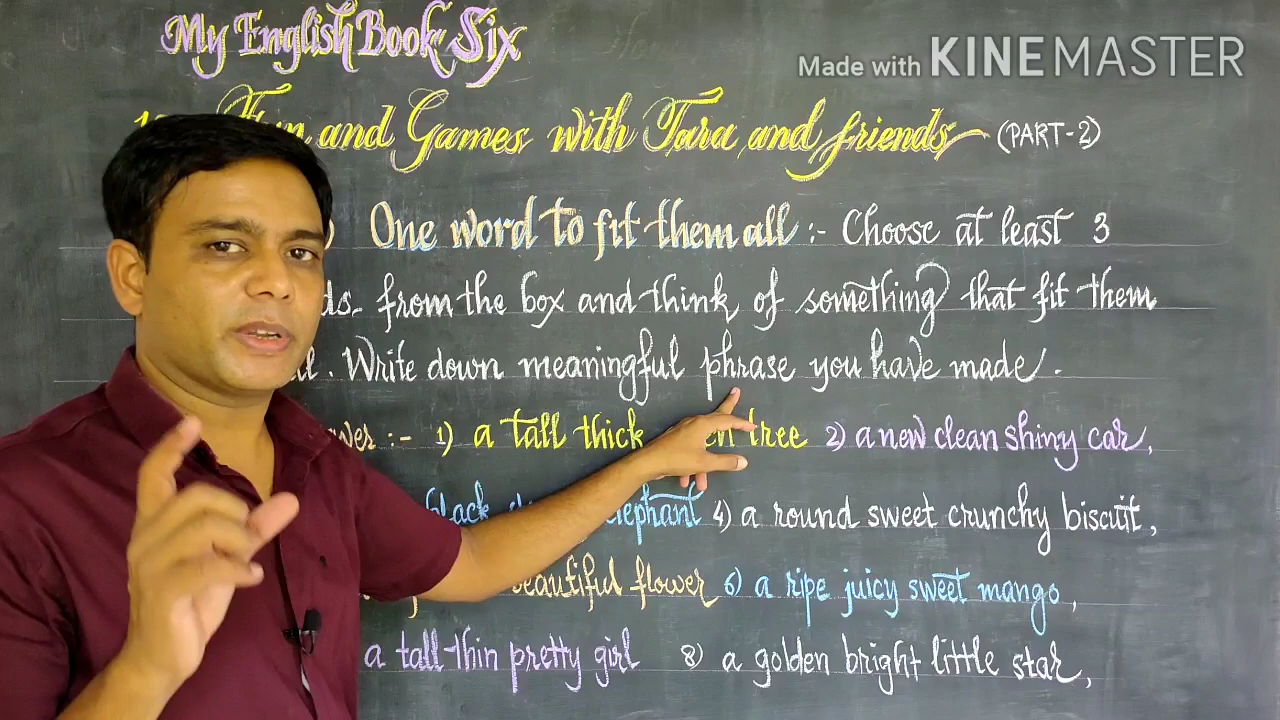 My English Book Six
Made with KINEMASTER
Fun and Games with Tara and friends (PART-2)
One word to fit them all :- Choose at least 3
from the box and think of something that fit them
. Write down meaningful phrase you have made .
:- 1) a tall thick tree 2) a new clean shiny car,
black elephant 4) a round sweet crunchy biscuit,
beautiful flower 6) a ripe juicy sweet mango,
a tall thin pretty girl 8) a golden bright little star,